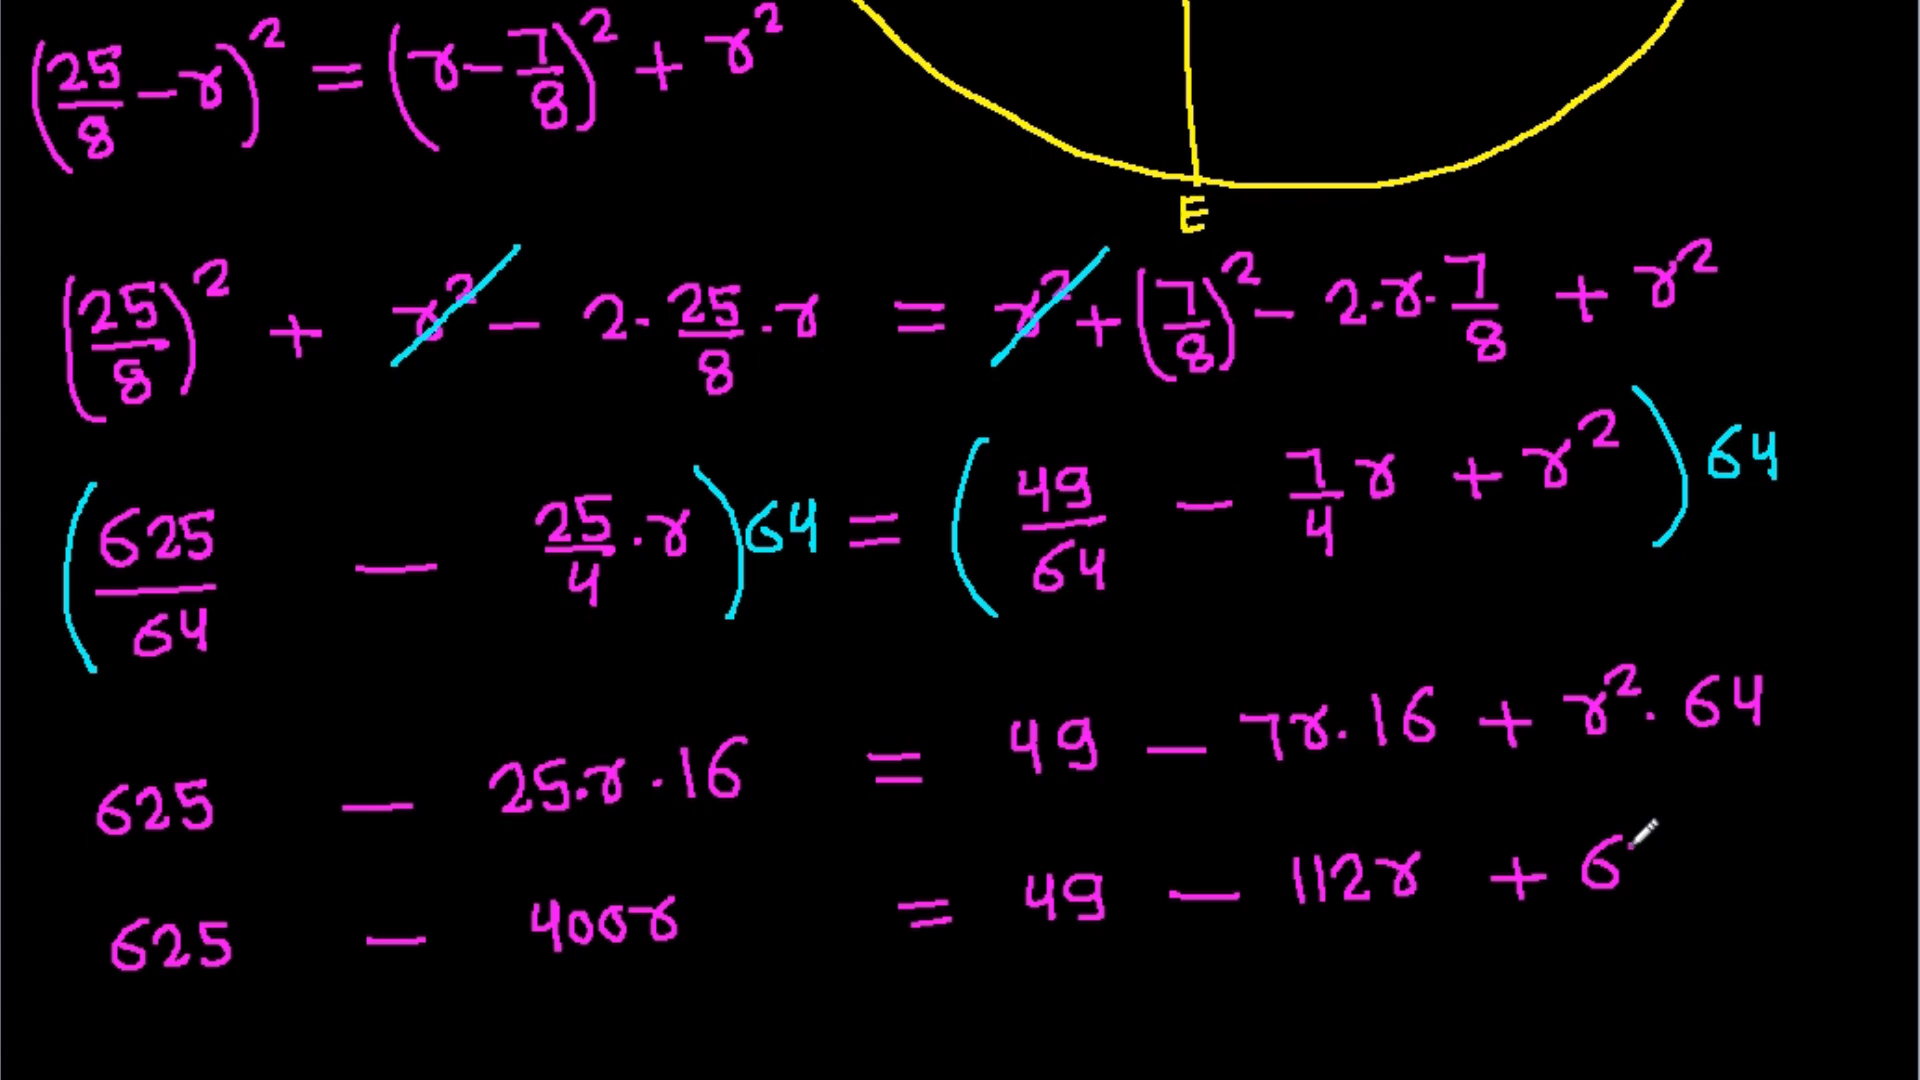 (25/8 - r)² = (r - 7/8)² + r²
E
(25/8)² + r² - 2·25/8·r = r² + (7/8)² - 2·r·7/8 + r²
(625/64 - 25/4·r)64 = (49/64 - 7/4 r + r²)64
625 - 25·r·16 = 49 - 7r·16 + r²·64
625 - 400r = 49 - 112r + 6